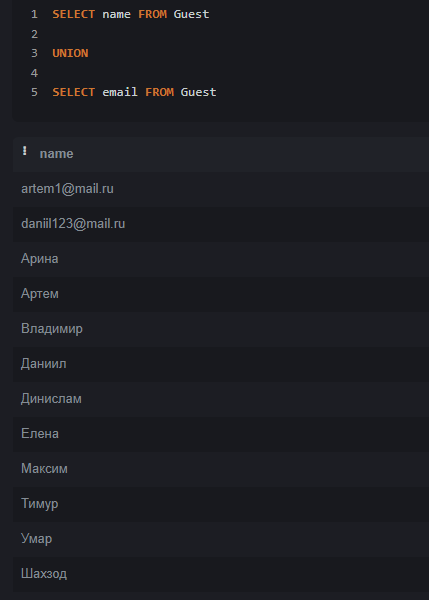 1 SELECT name FROM Guest
2
3 UNION
4
5 SELECT email FROM Guest
name
artem1@mail.ru
daniil123@mail.ru
Арина
Артем
Владимир
Даниил
Динислам
Елена
Максим
Тимур
Умар
Шахзод